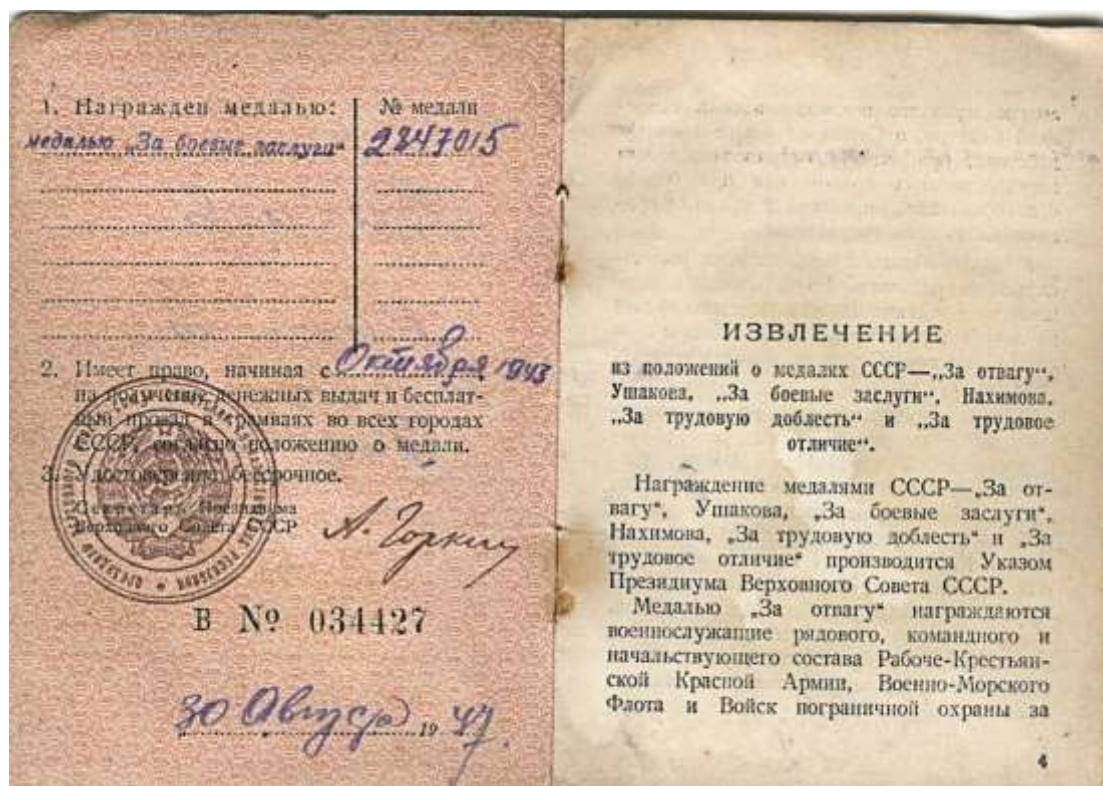 1. Награжден медалью:
№ медали
медалью „За боевые заслуги“
2847015
2. Имеет право, начиная с Октября 1943
на получение денежных выдач и бесплат-
ный проезд в трамваях во всех городах
СССР, согласно положению о медали.
3. Удостоверение бессрочное.
Секретарь Президиума
Верховного Совета СССР
А. Горкин
В № 034427
30 Августа 1947.
ИЗВЛЕЧЕНИЕ
из положений о медалях СССР—„За отвагу“,
Ушакова, „За боевые заслуги“, Нахимова,
„За трудовую доблесть“ и „За трудовое
отличие“.
Награждение медалями СССР—„За от-
вагу“, Ушакова, „За боевые заслуги“,
Нахимова, „За трудовую доблесть“ и „За
трудовое отличие“ производится Указом
Президиума Верховного Совета СССР.
Медалью „За отвагу“ награждаются
военнослужащие рядового, командного и
начальствующего состава Рабоче-Крестьян-
ской Красной Армии, Военно-Морского
Флота и Войск пограничной охраны за
4